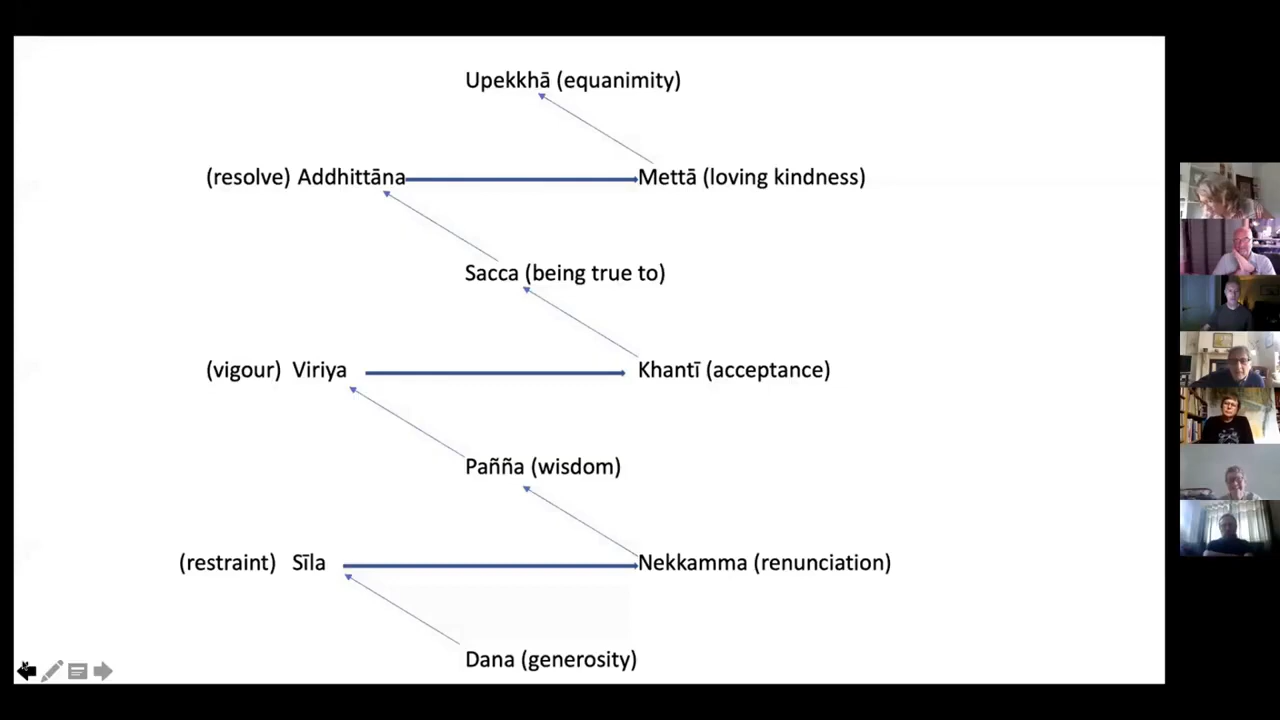 Upekkhā (equanimity)
(resolve) Addhittāna Mettā (loving kindness)
Sacca (being true to)
(vigour) Viriya Khantī (acceptance)
Pañña (wisdom)
(restraint) Sīla Nekkamma (renunciation)
Dana (generosity)